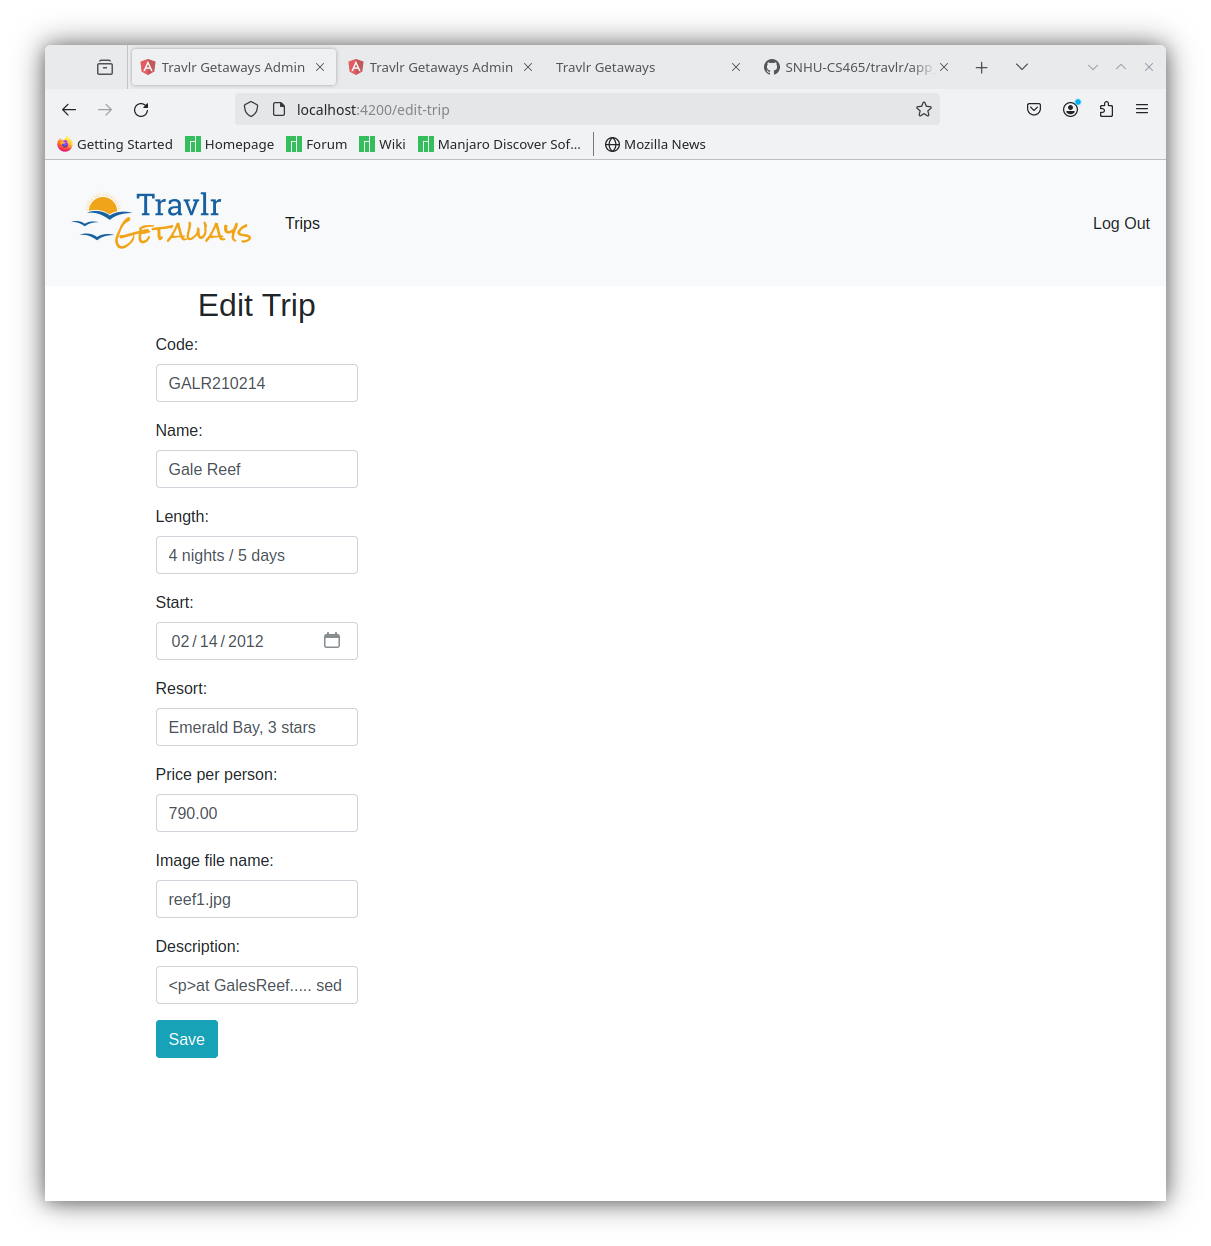 Travlr Getaways Admin Travlr Getaways Admin Travlr Getaways SNHU-CS465/travlr/app
localhost:4200/edit-trip
Getting Started Homepage Forum Wiki Manjaro Discover Sof... Mozilla News
Travlr
Getaways
Trips
Log Out
Edit Trip
Code:
GALR210214
Name:
Gale Reef
Length:
4 nights / 5 days
Start:
02/14/2012
Resort:
Emerald Bay, 3 stars
Price per person:
790.00
Image file name:
reef1.jpg
Description:
<p>at GalesReef..... sed
Save